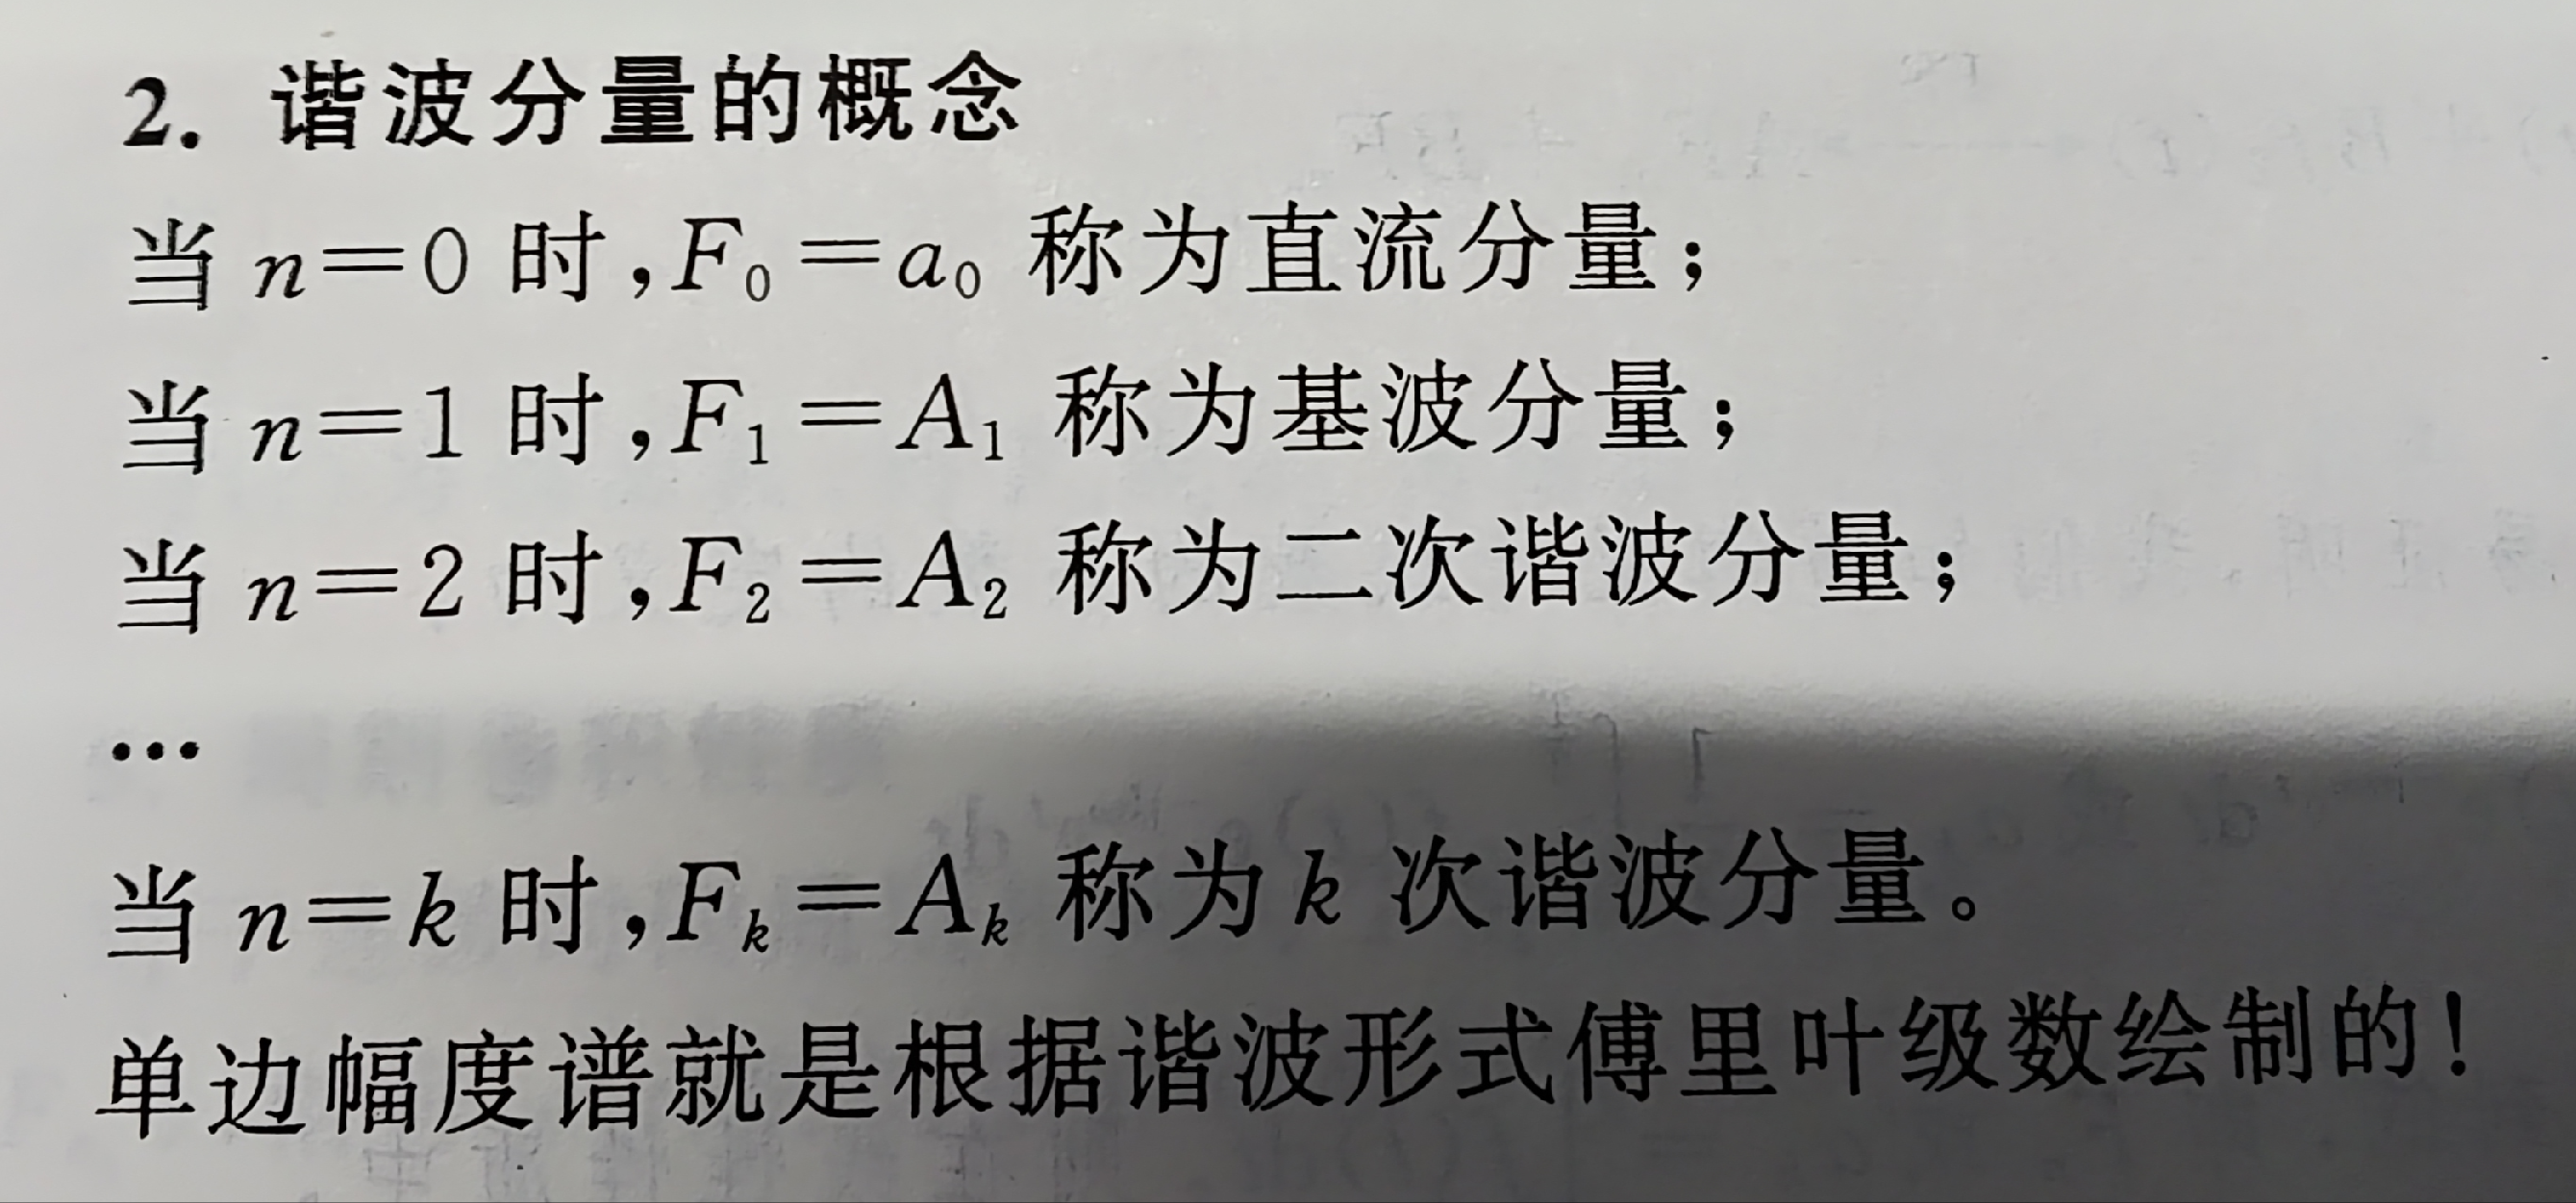 2. 谐波分量的概念
当 n=0 时,F₀=a₀ 称为直流分量;
当 n=1 时,F₁=A₁ 称为基波分量;
当 n=2 时,F₂=A₂ 称为二次谐波分量;
…
当 n=k 时,Fₖ=Aₖ 称为 k 次谐波分量。
单边幅度谱就是根据谐波形式傅里叶级数绘制的!